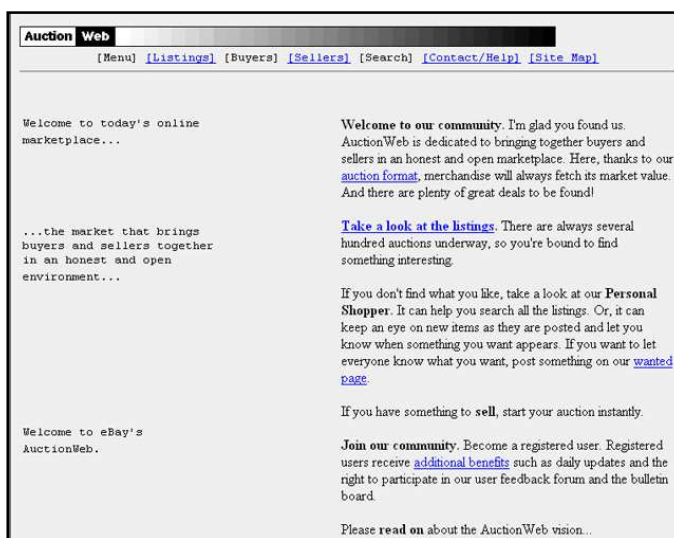 Auction Web
[Menu] [Listings] [Buyers] [Sellers] [Search] [Contact/Help] [Site Map]
Welcome to today's online
marketplace...
...the market that brings
buyers and sellers together
in an honest and open
environment...
Welcome to eBay's
AuctionWeb.
Welcome to our community. I'm glad you found us.
AuctionWeb is dedicated to bringing together buyers and
sellers in an honest and open marketplace. Here, thanks to our
auction format, merchandise will always fetch its market value.
And there are plenty of great deals to be found!
Take a look at the listings. There are always several
hundred auctions underway, so you're bound to find
something interesting.
If you don't find what you like, take a look at our Personal
Shopper. It can help you search all the listings. Or, it can
keep an eye on new items as they are posted and let you
know when something you want appears. If you want to let
everyone know what you want, post something on our wanted
page.
If you have something to sell, start your auction instantly.
Join our community. Become a registered user. Registered
users receive additional benefits such as daily updates and the
right to participate in our user feedback forum and the bulletin
board.
Please read on about the AuctionWeb vision...